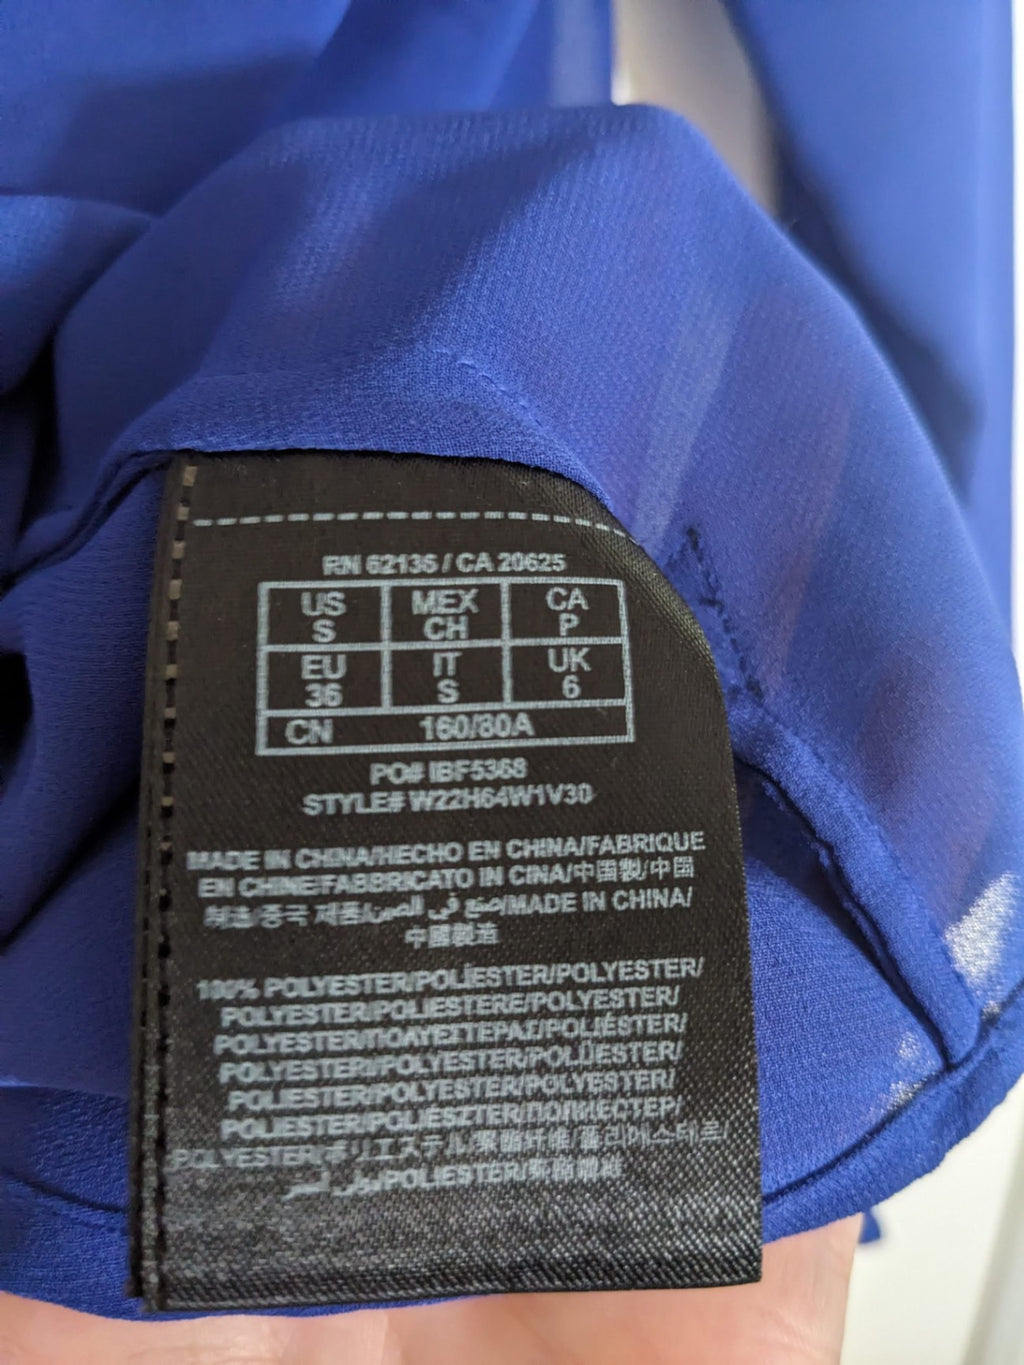 RN 62136 / CA 20625
US MEX CA
S CH P
EU IT UK
36 S 6
CN 160/80A
PO# IBF5368
STYLE# W22H64W1V30
MADE IN CHINA/HECHO EN CHINA/FABRIQUE
EN CHINE/FABBRICATO IN CINA/中国製/中国
制造/중국 제품/صنع في الصين/MADE IN CHINA/
中國製造
100% POLYESTER/POLİESTER/POLYESTER/
POLYESTER/POLIESTERE/POLYESTER/
POLYESTER/ΠΟΛΥΕΣΤΕΡΑΣ/POLIÉSTER/
POLYESTER/POLYESTER/POLÜESTER/
POLIESTER/POLYESTER/POLYESTER/
POLIESTER/POLIÉSZTER/ПОЛИЕСТЕР/
POLYESTER/ポリエステル/聚酯纤维/폴리에스테르/
بوليستر/POLIESTER/聚酯纖維